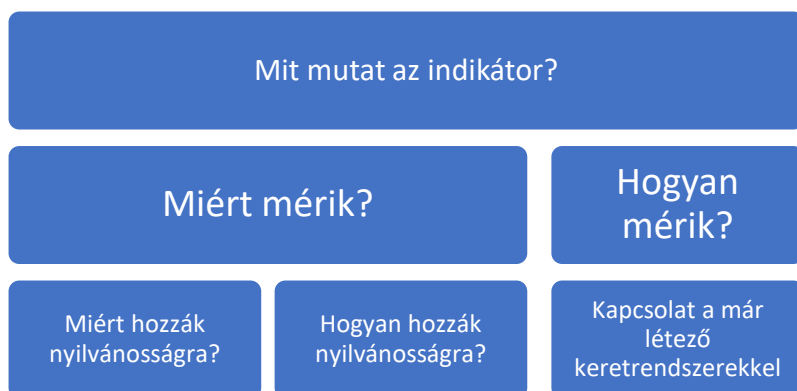 Mit mutat az indikátor?
Miért mérik?
Hogyan
mérik?
Miért hozzák
nyilvánosságra?
Hogyan hozzák
nyilvánosságra?
Kapcsolat a már
létező
keretrendszerekkel